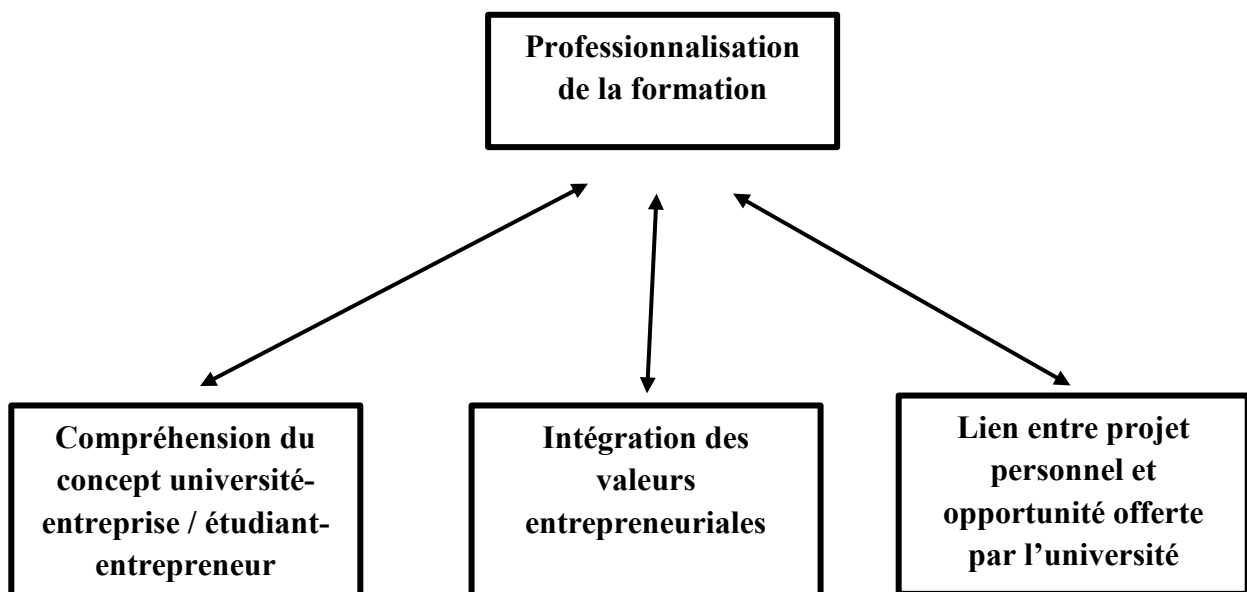 Professionnalisation
de la formation
Compréhension du
concept université-
entreprise / étudiant-
entrepreneur
Intégration des
valeurs
entrepreneuriales
Lien entre projet
personnel et
opportunité offerte
par l’université